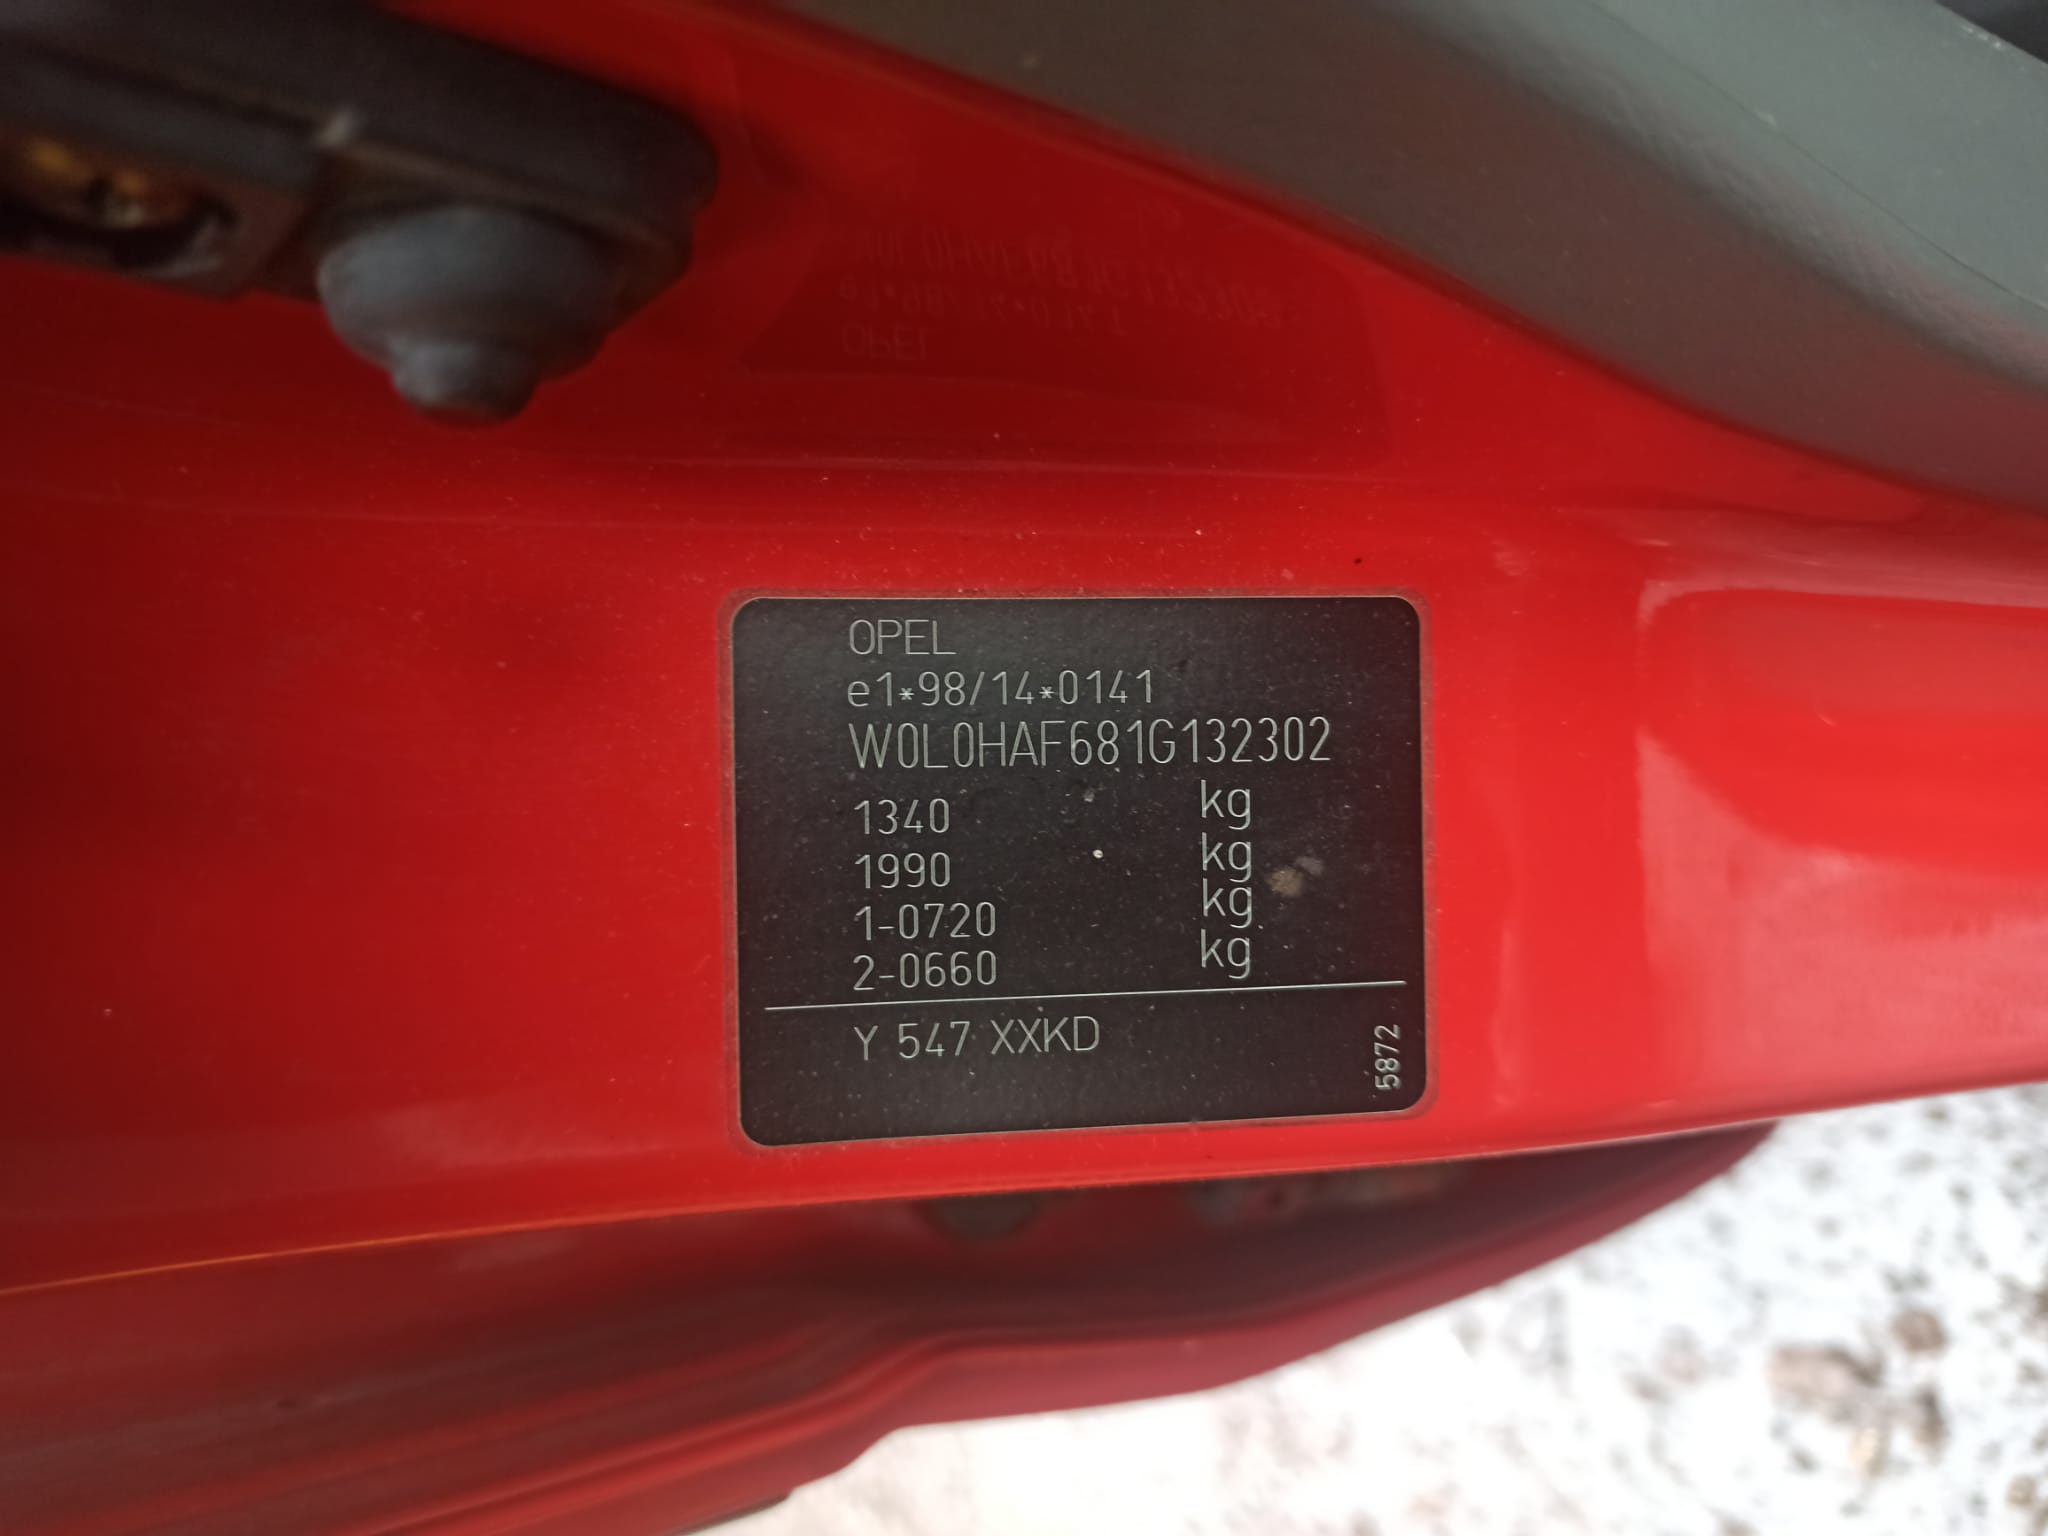 OPEL
e1*98/14*0141
W0L0HAF681G132302
1340 kg
1990 kg
1-0720 kg
2-0660 kg
Y 547 XXKD
5872